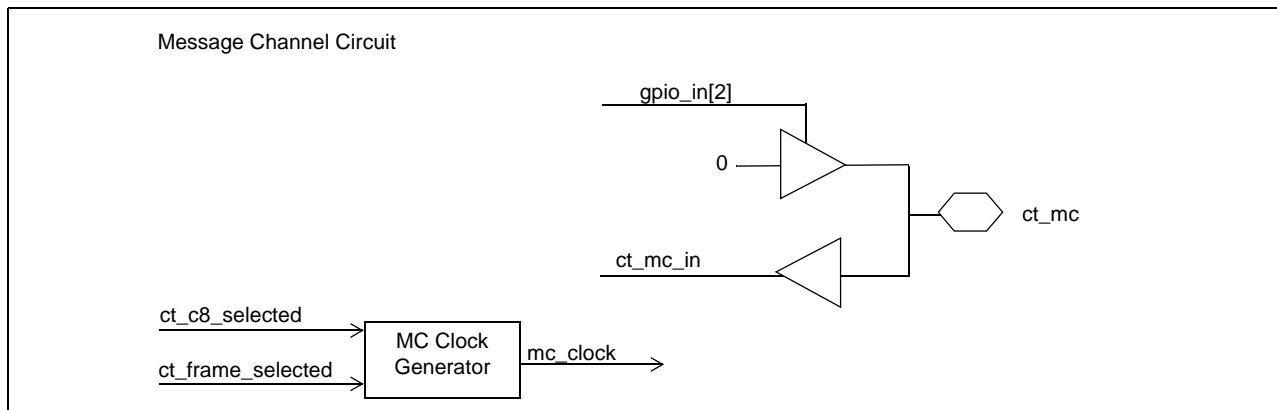 Message Channel Circuit
gpio_in[2]
0
ct_mc
ct_mc_in
ct_c8_selected
MC Clock
Generator
mc_clock
ct_frame_selected